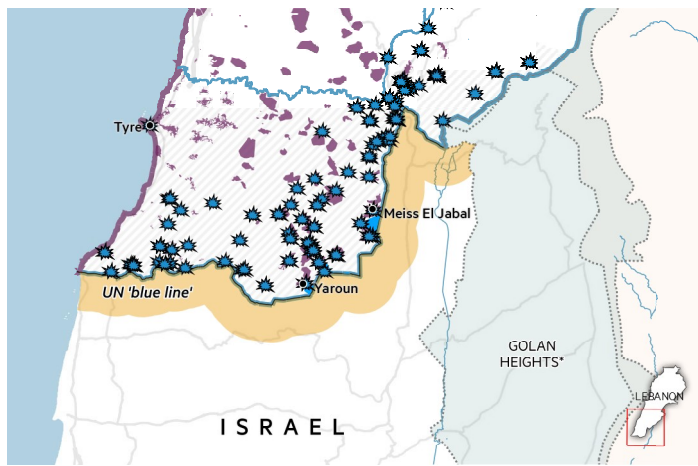 Tyre
Meiss El Jabal
UN 'blue line'
Yaroun
GOLAN
HEIGHTS*
LEBANON
ISRAEL